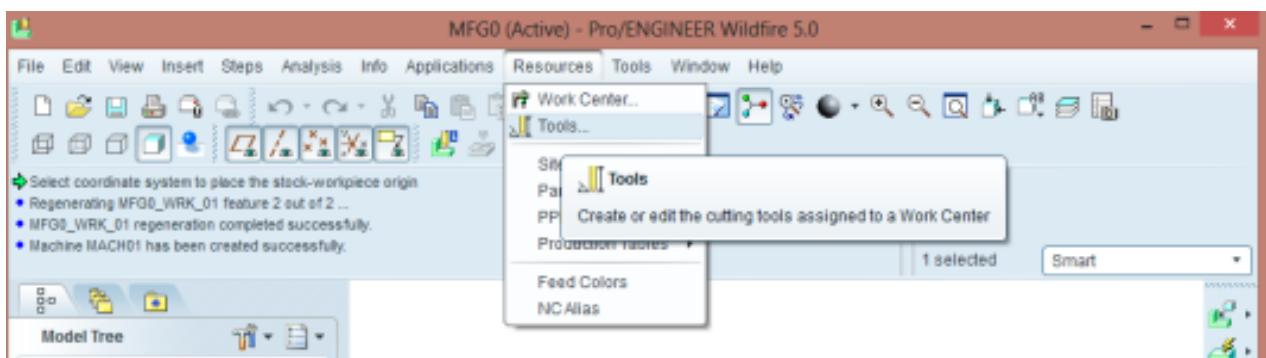 MFG0 (Active) - Pro/ENGINEER Wildfire 5.0
File Edit View Insert Steps Analysis Info Applications Resources Tools Window Help
Work Center...
Tools...
Select coordinate system to place the stock-workpiece origin
Regenerating MFG0_WRK_01 feature 2 out of 2 ...
MFG0_WRK_01 regeneration completed successfully.
Machine MACH01 has been created successfully.
Tools
Create or edit the cutting tools assigned to a Work Center
Production Tables
Feed Colors
NC Alias
1 selected
Smart
Model Tree